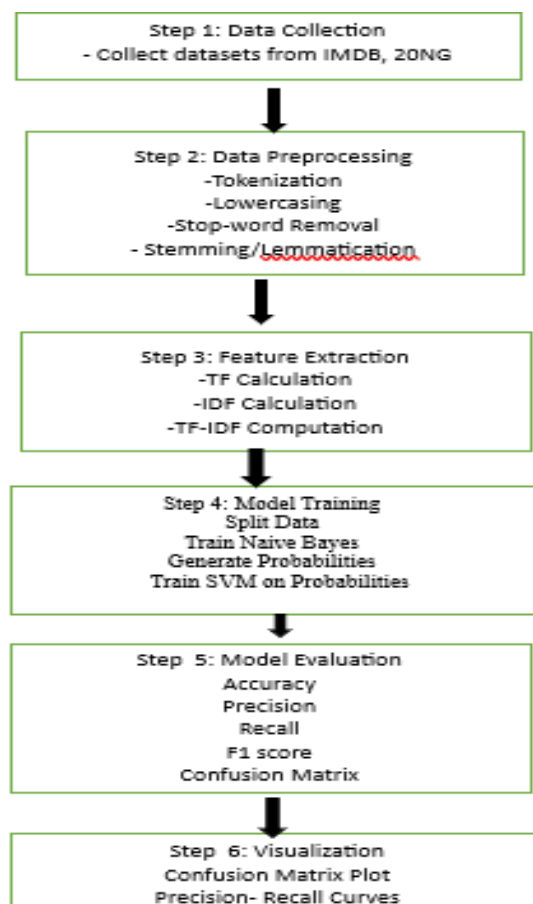 Step 1: Data Collection
- Collect datasets from IMDB, 20NG
Step 2: Data Preprocessing
-Tokenization
-Lowercasing
-Stop-word Removal
- Stemming/Lemmatication
Step 3: Feature Extraction
-TF Calculation
-IDF Calculation
-TF-IDF Computation
Step 4: Model Training
Split Data
Train Naive Bayes
Generate Probabilities
Train SVM on Probabilities
Step 5: Model Evaluation
Accuracy
Precision
Recall
F1 score
Confusion Matrix
Step 6: Visualization
Confusion Matrix Plot
Precision- Recall Curves